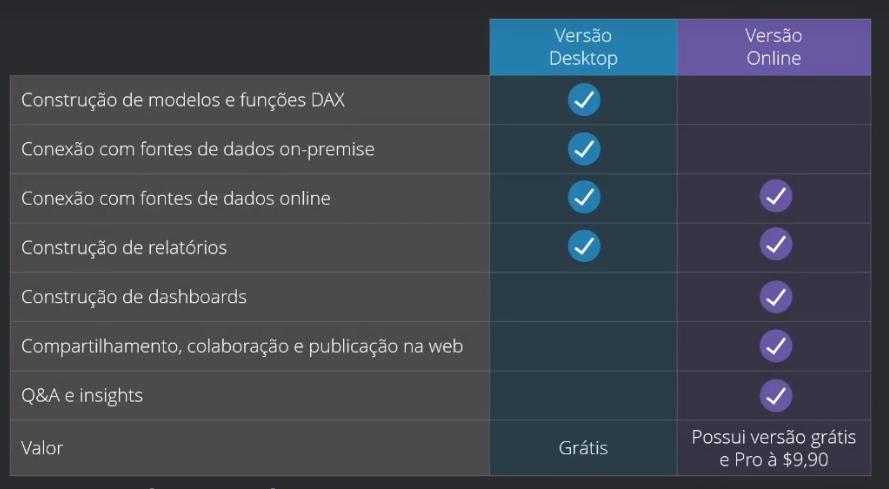 Versão
Desktop
Versão
Online
Construção de modelos e funções DAX
Conexão com fontes de dados on-premise
Conexão com fontes de dados online
Construção de relatórios
Construção de dashboards
Compartilhamento, colaboração e publicação na web
Q&A e insights
Valor
Grátis
Possui versão grátis
e Pro à $9,90